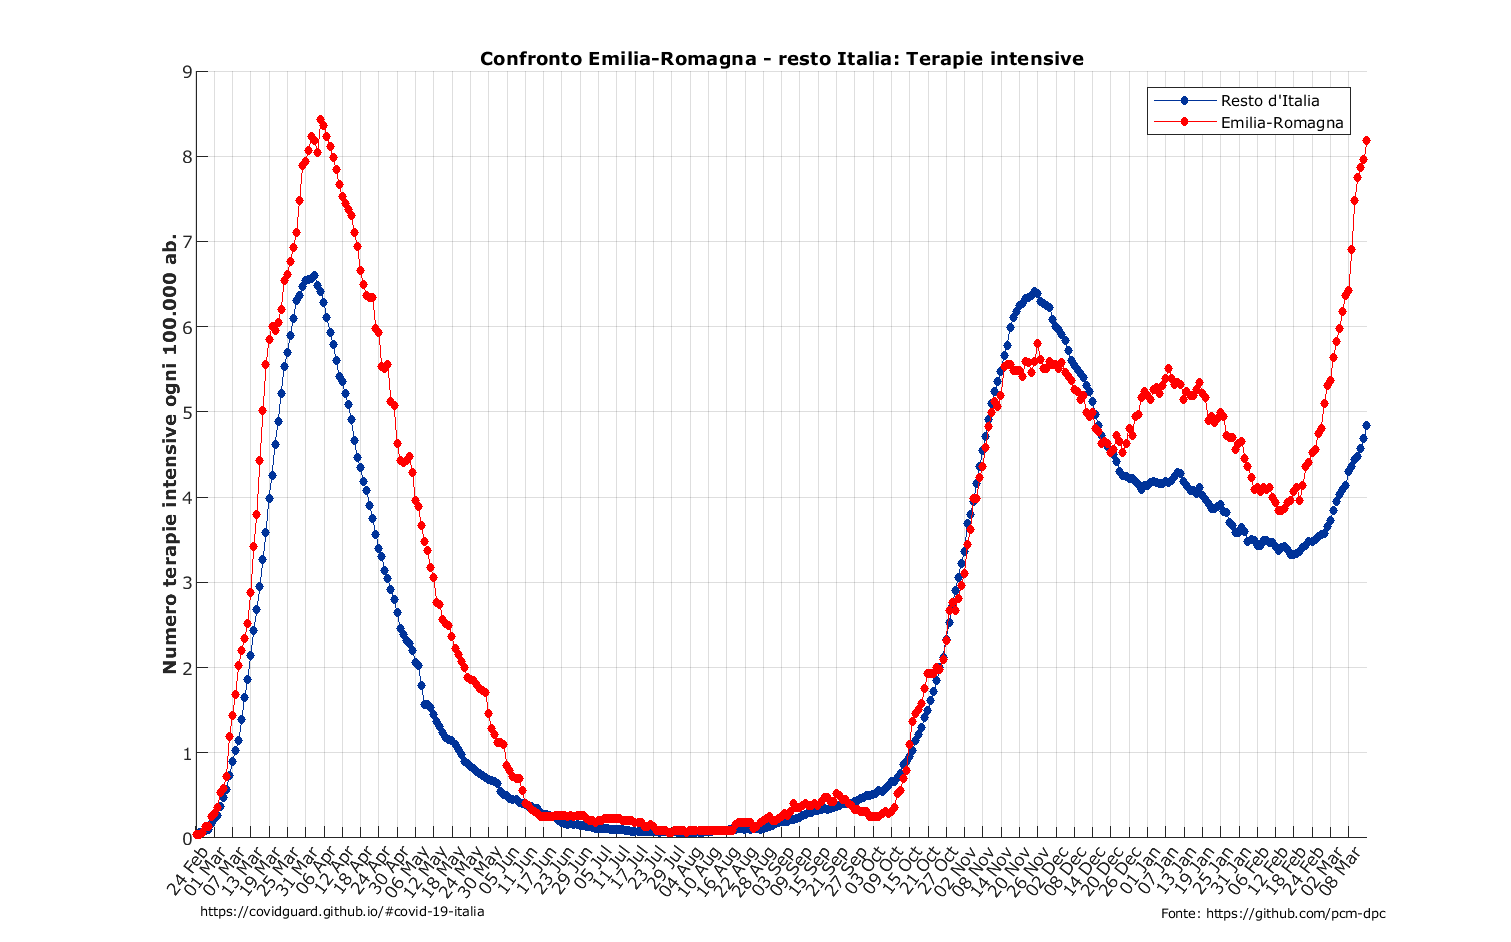 Confronto Emilia-Romagna - resto Italia: Terapie intensive
Resto d'Italia
Emilia-Romagna
Numero terapie intensive ogni 100.000 ab.
9
8
7
6
5
4
3
2
1
0
24 Feb
01 Mar
07 Mar
13 Mar
19 Mar
25 Mar
31 Mar
06 Apr
12 Apr
18 Apr
24 Apr
30 Apr
06 May
12 May
18 May
24 May
30 May
05 Jun
11 Jun
17 Jun
23 Jun
29 Jun
05 Jul
11 Jul
17 Jul
23 Jul
29 Jul
04 Aug
10 Aug
16 Aug
22 Aug
28 Aug
03 Sep
09 Sep
15 Sep
21 Sep
27 Sep
03 Oct
09 Oct
15 Oct
21 Oct
27 Oct
02 Nov
08 Nov
14 Nov
20 Nov
26 Nov
02 Dec
08 Dec
14 Dec
20 Dec
26 Dec
01 Jan
07 Jan
13 Jan
19 Jan
25 Jan
31 Jan
06 Feb
12 Feb
18 Feb
24 Feb
02 Mar
08 Mar
https://covidguard.github.io/#covid-19-italia
Fonte: https://github.com/pcm-dpc